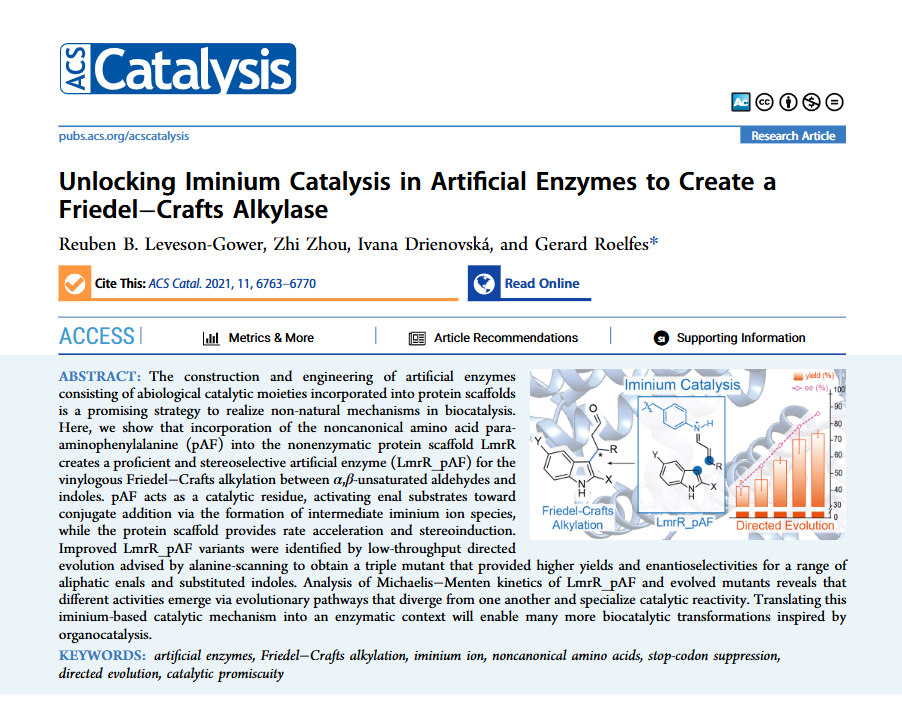 ACS Catalysis
Ac cc
pubs.acs.org/acscatalysis
Research Article
Unlocking Iminium Catalysis in Artificial Enzymes to Create a
Friedel−Crafts Alkylase
Reuben B. Leveson-Gower, Zhi Zhou, Ivana Drienovská, and Gerard Roelfes*
Cite This: ACS Catal. 2021, 11, 6763−6770
Read Online
ACCESS
Metrics & More
Article Recommendations
SI
Supporting Information
ABSTRACT: The construction and engineering of artificial enzymes
consisting of abiological catalytic moieties incorporated into protein scaffolds
is a promising strategy to realize non-natural mechanisms in biocatalysis.
Here, we show that incorporation of the noncanonical amino acid para-
aminophenylalanine (pAF) into the nonenzymatic protein scaffold LmrR
creates a proficient and stereoselective artificial enzyme (LmrR_pAF) for the
vinylogous Friedel−Crafts alkylation between α,β-unsaturated aldehydes and
indoles. pAF acts as a catalytic residue, activating enal substrates toward
conjugate addition via the formation of intermediate iminium ion species,
while the protein scaffold provides rate acceleration and stereoinduction.
Improved LmrR_pAF variants were identified by low-throughput directed
evolution advised by alanine-scanning to obtain a triple mutant that provided higher yields and enantioselectivities for a range of
aliphatic enals and substituted indoles. Analysis of Michaelis−Menten kinetics of LmrR_pAF and evolved mutants reveals that
different activities emerge via evolutionary pathways that diverge from one another and specialize catalytic reactivity. Translating this
iminium-based catalytic mechanism into an enzymatic context will enable many more biocatalytic transformations inspired by
organocatalysis.
Iminium Catalysis
O
Y
R
*
N
H
X
Friedel-Crafts
Alkylation
N H
R
Y
X
N
H
LmrR_pAF
yield (%)
ee (%)
100
90
80
70
60
50
40
30
0
Directed Evolution
KEYWORDS: artificial enzymes, Friedel−Crafts alkylation, iminium ion, noncanonical amino acids, stop-codon suppression,
directed evolution, catalytic promiscuity